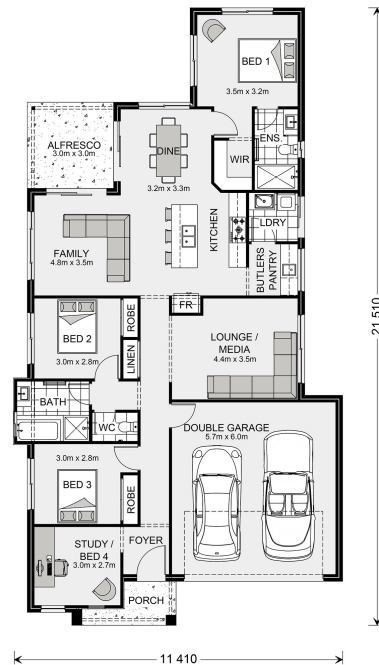 BED 1
3.5m x 3.2m
ENS.
WIR
ALFRESCO
3.0m x 3.0m
DINE
3.2m x 3.3m
LDRY
KITCHEN
BUTLERS
PANTRY
FAMILY
4.8m x 3.5m
FR
ROBE
BED 2
3.0m x 2.8m
LINEN
LOUNGE /
MEDIA
4.4m x 3.5m
BATH
WC
DOUBLE GARAGE
5.7m x 6.0m
3.0m x 2.8m
BED 3
ROBE
STUDY /
BED 4
3.0m x 2.7m
FOYER
PORCH
21 510
11 410